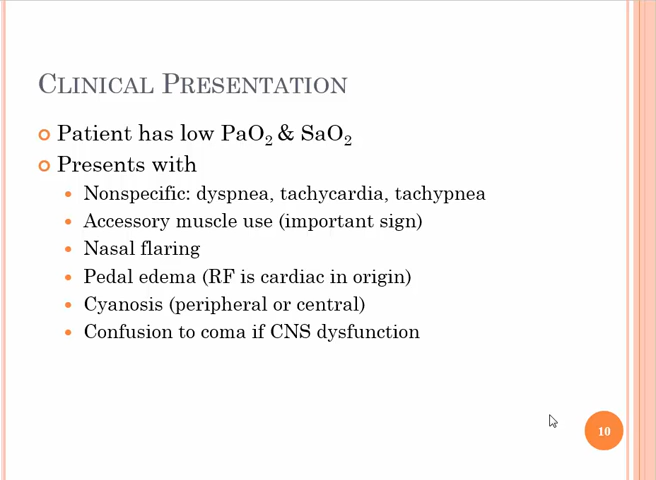 CLINICAL PRESENTATION
Patient has low PaO₂ & SaO₂
Presents with
Nonspecific: dyspnea, tachycardia, tachypnea
Accessory muscle use (important sign)
Nasal flaring
Pedal edema (RF is cardiac in origin)
Cyanosis (peripheral or central)
Confusion to coma if CNS dysfunction
10